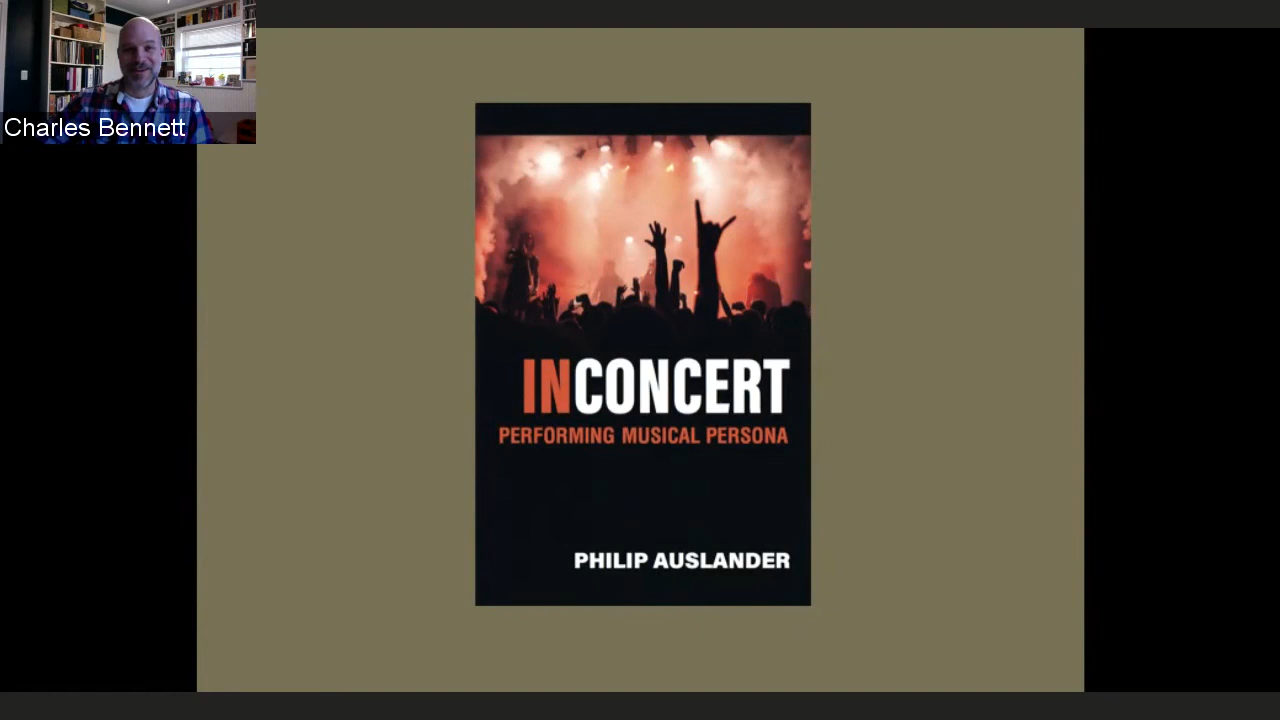 Charles Bennett
INCONCERT
PERFORMING MUSICAL PERSONA
PHILIP AUSLANDER